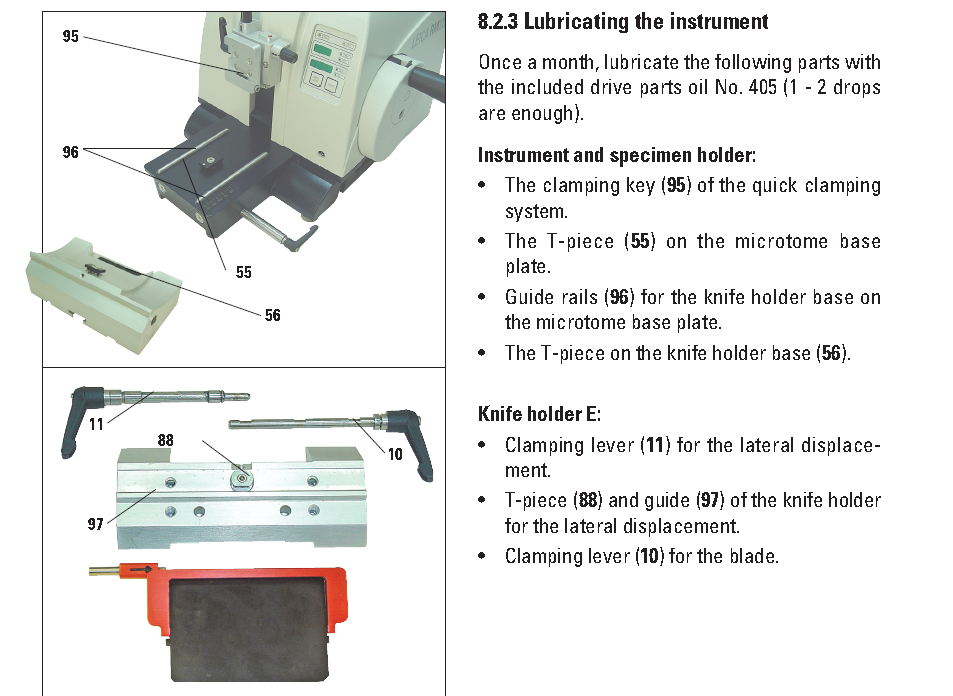 95
96
55
56
11
88
10
97
8.2.3 Lubricating the instrument
Once a month, lubricate the following parts with
the included drive parts oil No. 405 (1 - 2 drops
are enough).
Instrument and specimen holder:
• The clamping key (95) of the quick clamping
system.
• The T-piece (55) on the microtome base
plate.
• Guide rails (96) for the knife holder base on
the microtome base plate.
• The T-piece on the knife holder base (56).
Knife holder E:
• Clamping lever (11) for the lateral displace-
ment.
• T-piece (88) and guide (97) of the knife holder
for the lateral displacement.
• Clamping lever (10) for the blade.